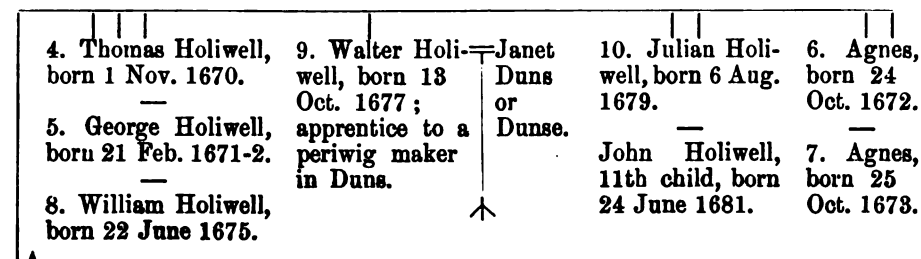 4. Thomas Holiwell,
born 1 Nov. 1670.
5. George Holiwell,
born 21 Feb. 1671-2.
8. William Holiwell,
born 22 June 1675.
9. Walter Holi-
well, born 13
Oct. 1677 ;
apprentice to a
periwig maker
in Duns.
Janet
Duns
or
Dunse.
10. Julian Holi-
well, born 6 Aug.
1679.
John Holiwell,
11th child, born
24 June 1681.
6. Agnes,
born 24
Oct. 1672.
7. Agnes,
born 25
Oct. 1673.